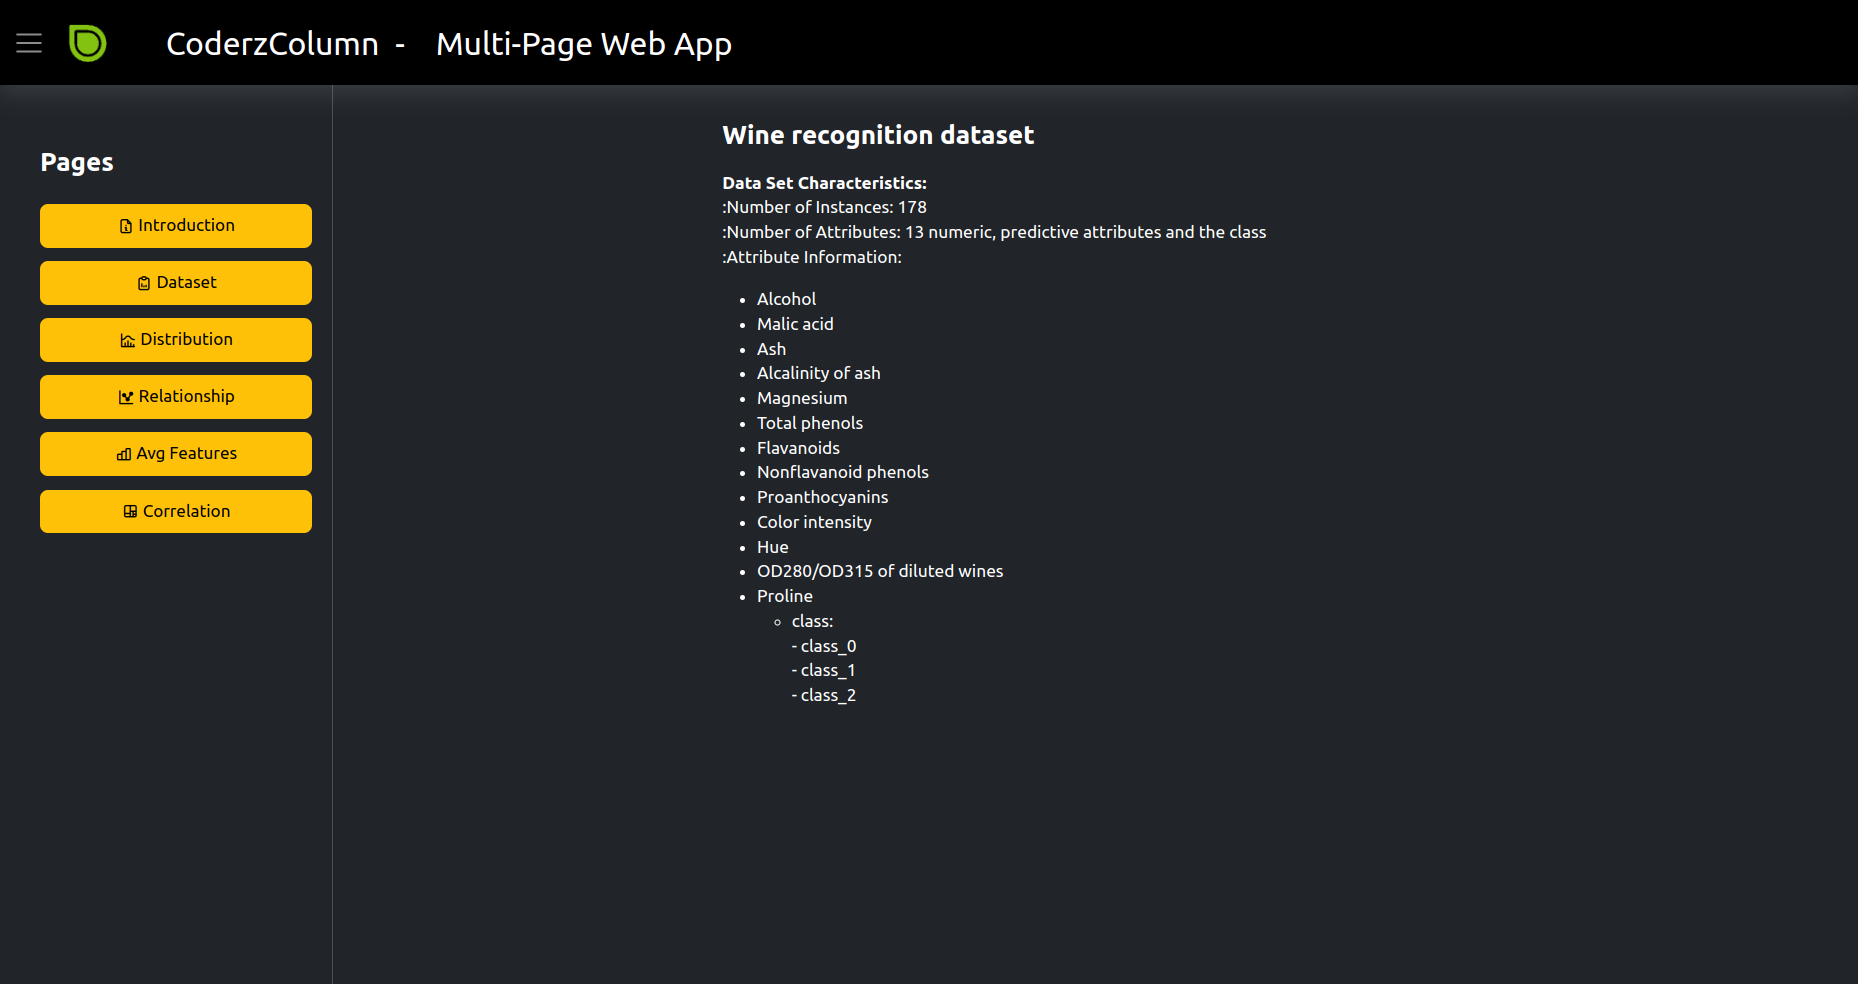 CoderzColumn - Multi-Page Web App
Pages
Introduction
Dataset
Distribution
Relationship
Avg Features
Correlation
Wine recognition dataset
Data Set Characteristics:
:Number of Instances: 178
:Number of Attributes: 13 numeric, predictive attributes and the class
:Attribute Information:
• Alcohol
• Malic acid
• Ash
• Alcalinity of ash
• Magnesium
• Total phenols
• Flavanoids
• Nonflavanoid phenols
• Proanthocyanins
• Color intensity
• Hue
• OD280/OD315 of diluted wines
• Proline
◦ class:
- class_0
- class_1
- class_2